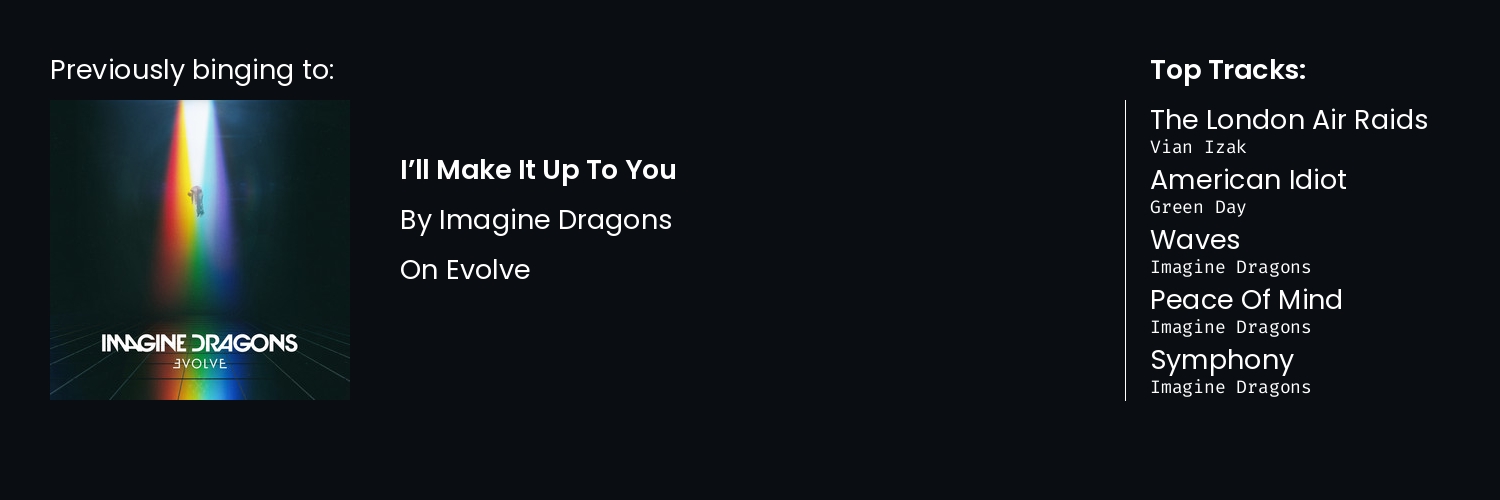 Previously binging to:
IMAGINE DRAGONS
EVOLVE
I’ll Make It Up To You
By Imagine Dragons
On Evolve
Top Tracks:
The London Air Raids
Vian Izak
American Idiot
Green Day
Waves
Imagine Dragons
Peace Of Mind
Imagine Dragons
Symphony
Imagine Dragons